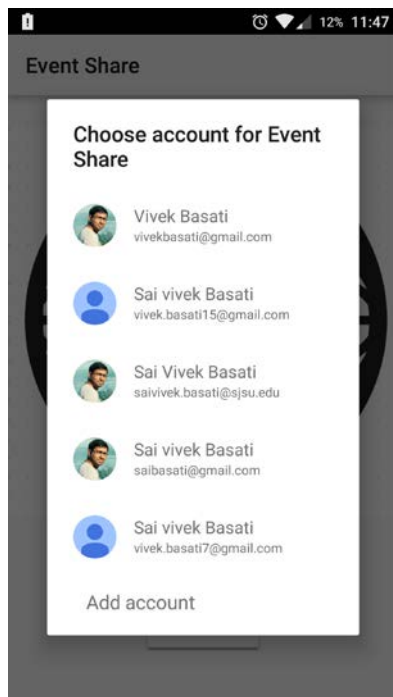 12% 11:47
Event Share
Choose account for Event
Share
Vivek Basati
vivekbasati@gmail.com
Sai vivek Basati
vivek.basati15@gmail.com
Sai Vivek Basati
saivivek.basati@sjsu.edu
Sai vivek Basati
saibasati@gmail.com
Sai vivek Basati
vivek.basati7@gmail.com
Add account